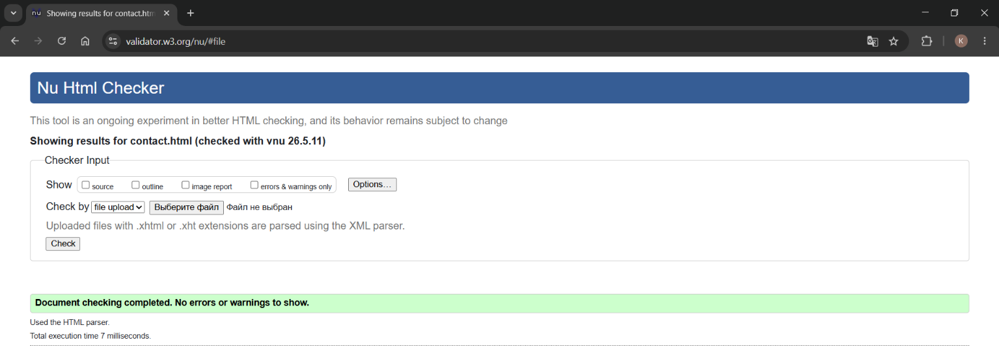 nu Showing results for contact.htm
validator.w3.org/nu/#file
K
Nu Html Checker
This tool is an ongoing experiment in better HTML checking, and its behavior remains subject to change
Showing results for contact.html (checked with vnu 26.5.11)
Checker Input
Show source outline image report errors & warnings only Options...
Check by file upload Выберите файл Файл не выбран
Uploaded files with .xhtml or .xht extensions are parsed using the XML parser.
Check
Document checking completed. No errors or warnings to show.
Used the HTML parser.
Total execution time 7 milliseconds.